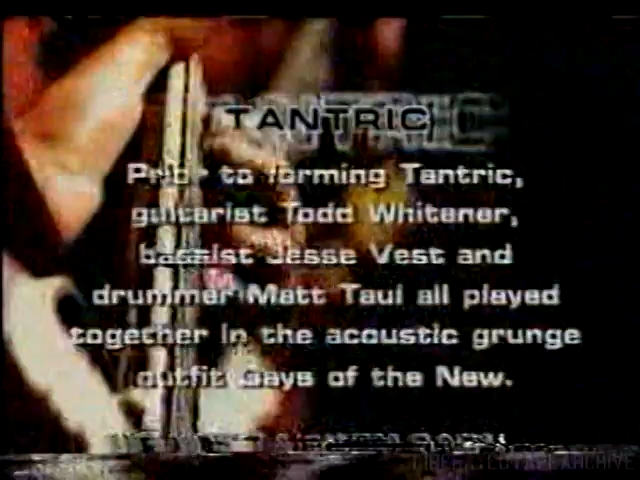 TANTRIC
Prior to forming Tantric,
guitarist Todd Whitener,
bassist Jesse Vest and
drummer Matt Taul all played
together in the acoustic grunge
outfit Days of the New.